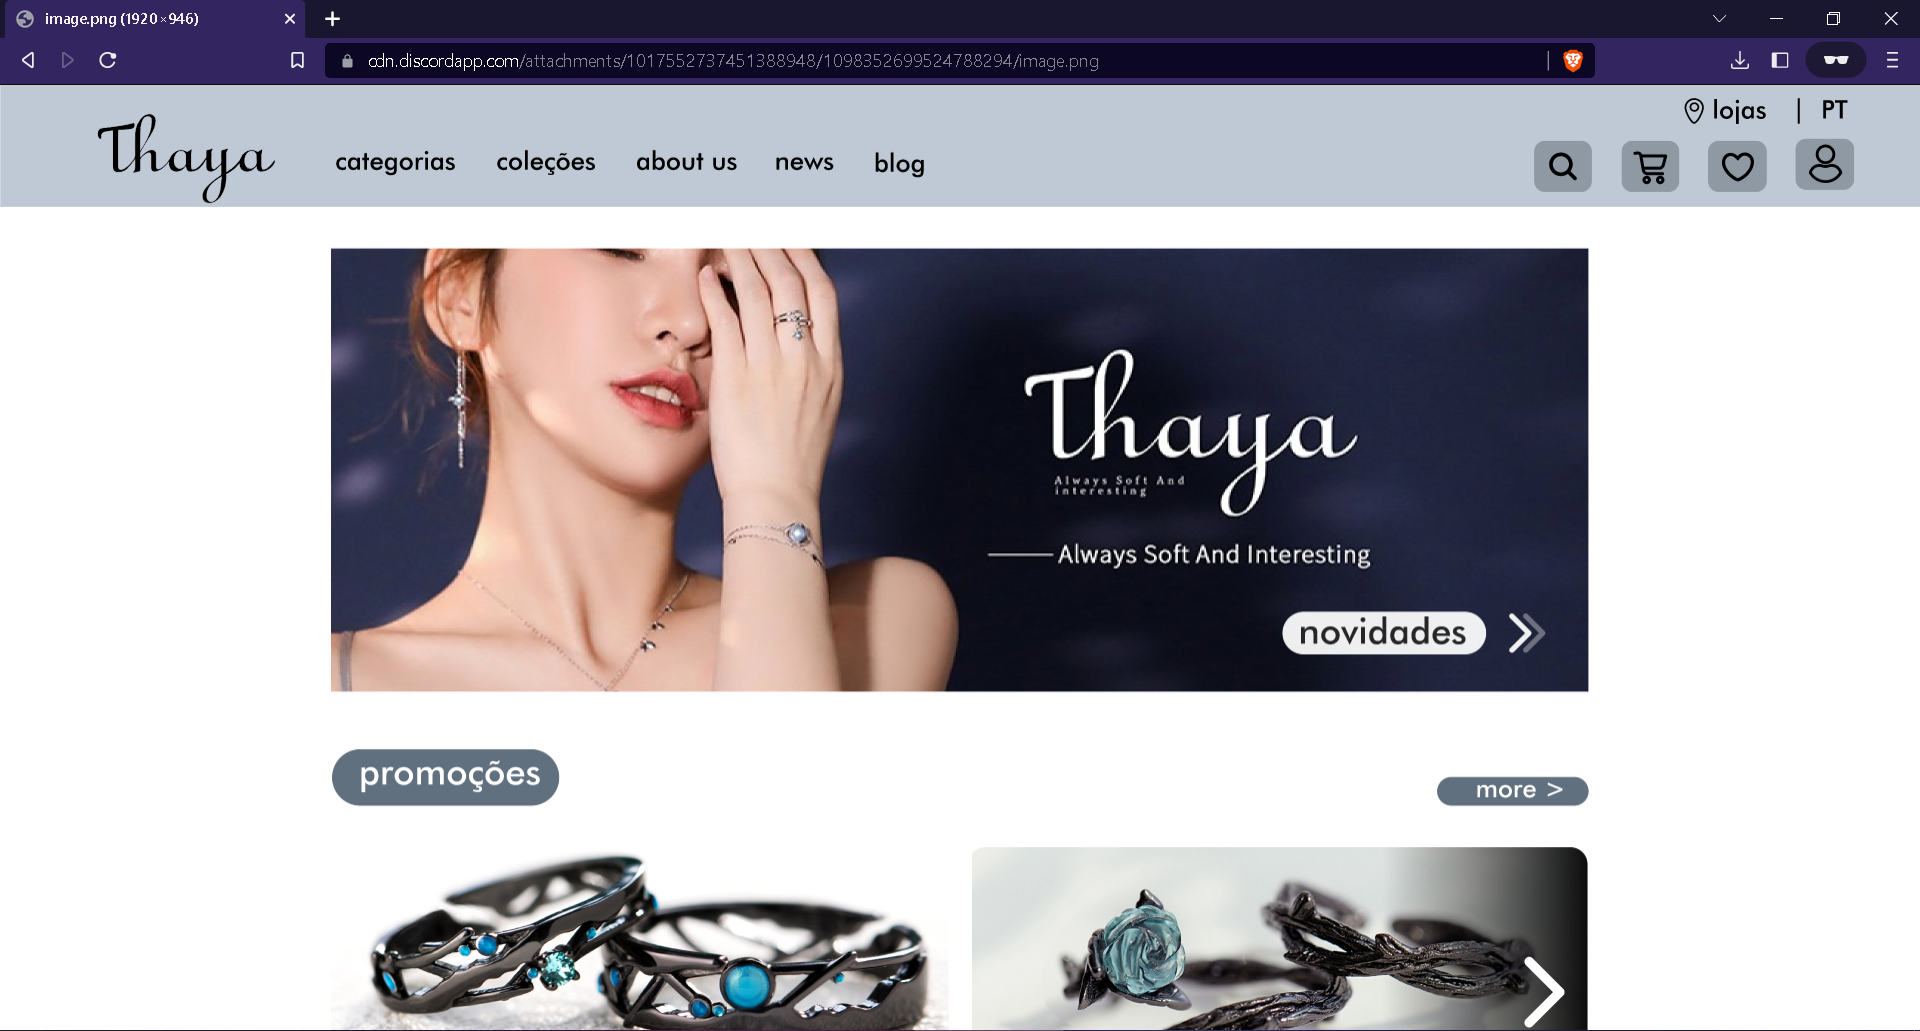 image.png (1920×946)
cdn.discordapp.com/attachments/1017552737451388948/1098352699524788294/image.png
lojas | PT
Thaya
categorias coleções about us news blog
Thaya
Always Soft And
interesting
Always Soft And Interesting
novidades
promoções
more >